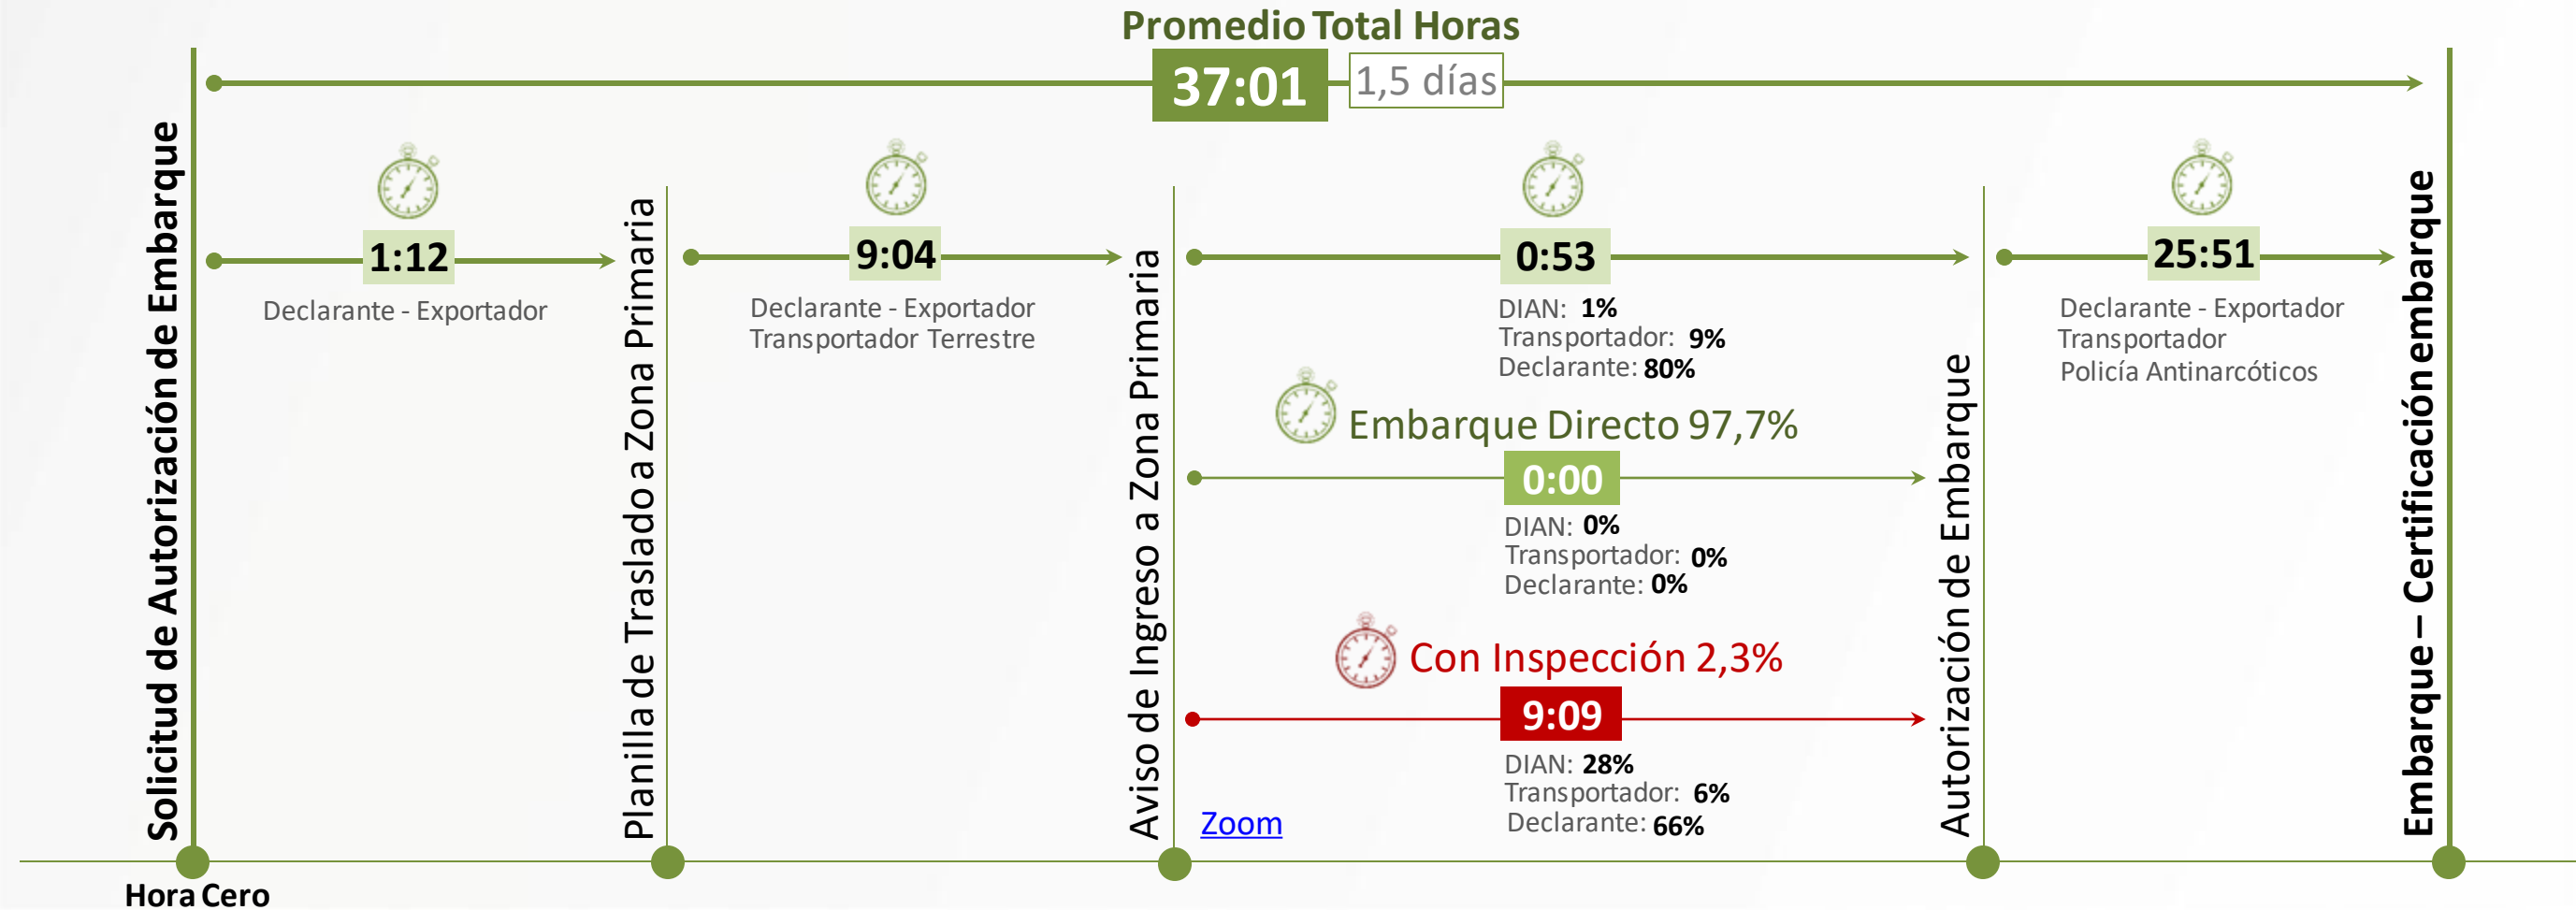 Promedio Total Horas
37:01
1,5 días
Solicitud de Autorización de Embarque
1:12
Declarante - Exportador
Planilla de Traslado a Zona Primaria
9:04
Declarante - Exportador
Transportador Terrestre
Aviso de Ingreso a Zona Primaria
0:53
DIAN: 1%
Transportador: 9%
Declarante: 80%
Embarque Directo 97,7%
0:00
DIAN: 0%
Transportador: 0%
Declarante: 0%
Con Inspección 2,3%
9:09
DIAN: 28%
Transportador: 6%
Declarante: 66%
Zoom
Autorización de Embarque
25:51
Declarante - Exportador
Transportador
Policía Antinarcóticos
Embarque – Certificación embarque
Hora Cero